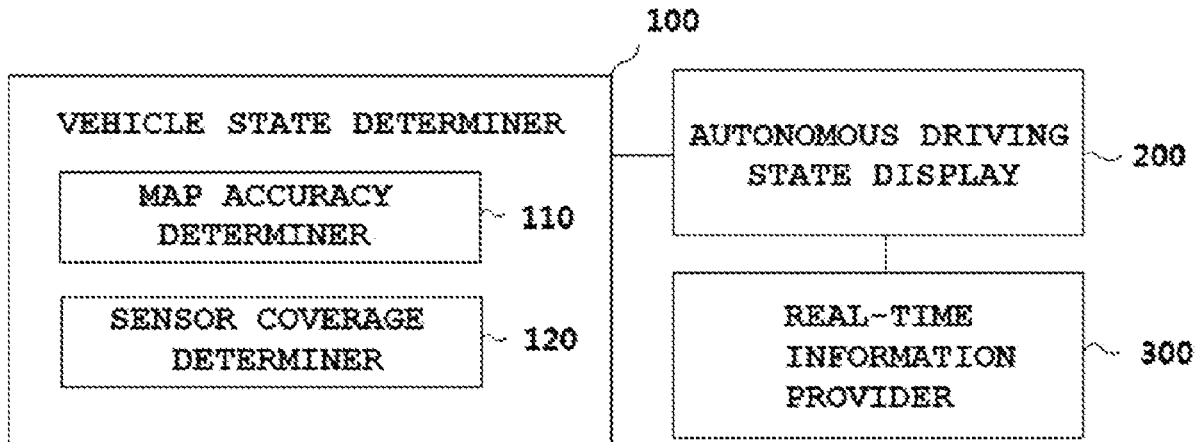 100
VEHICLE STATE DETERMINER
MAP ACCURACY
DETERMINER
110
SENSOR COVERAGE
DETERMINER
120
AUTONOMOUS DRIVING
STATE DISPLAY
200
REAL-TIME
INFORMATION
PROVIDER
300